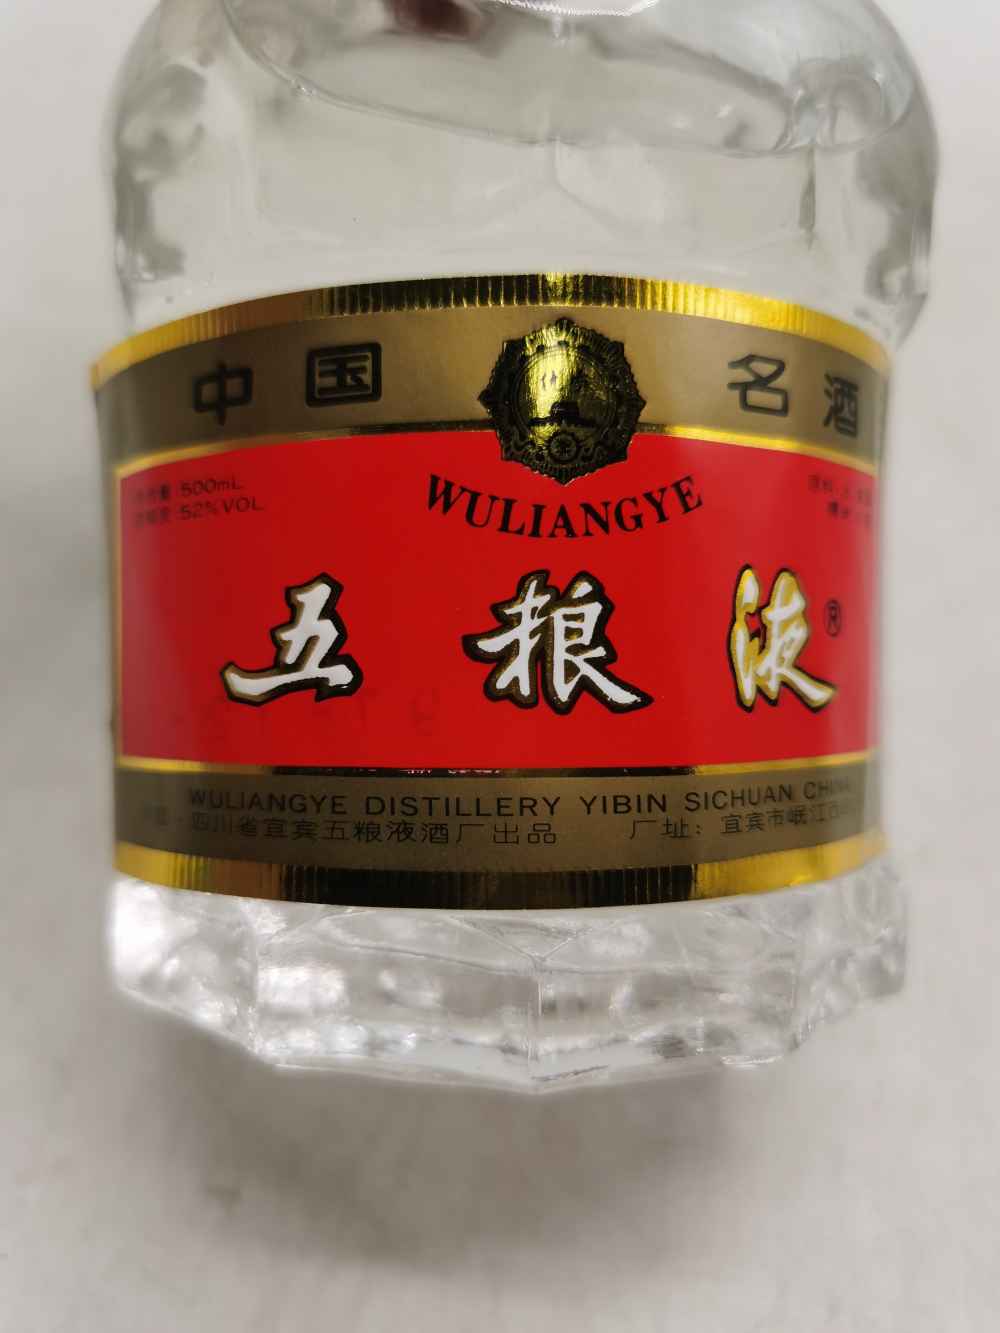 中国 名酒
500mL
52%VOL
WULIANGYE
五粮液®
WULIANGYE DISTILLERY YIBIN SICHUAN CHINA
四川省宜宾五粮液酒厂出品 厂址：宜宾市岷江